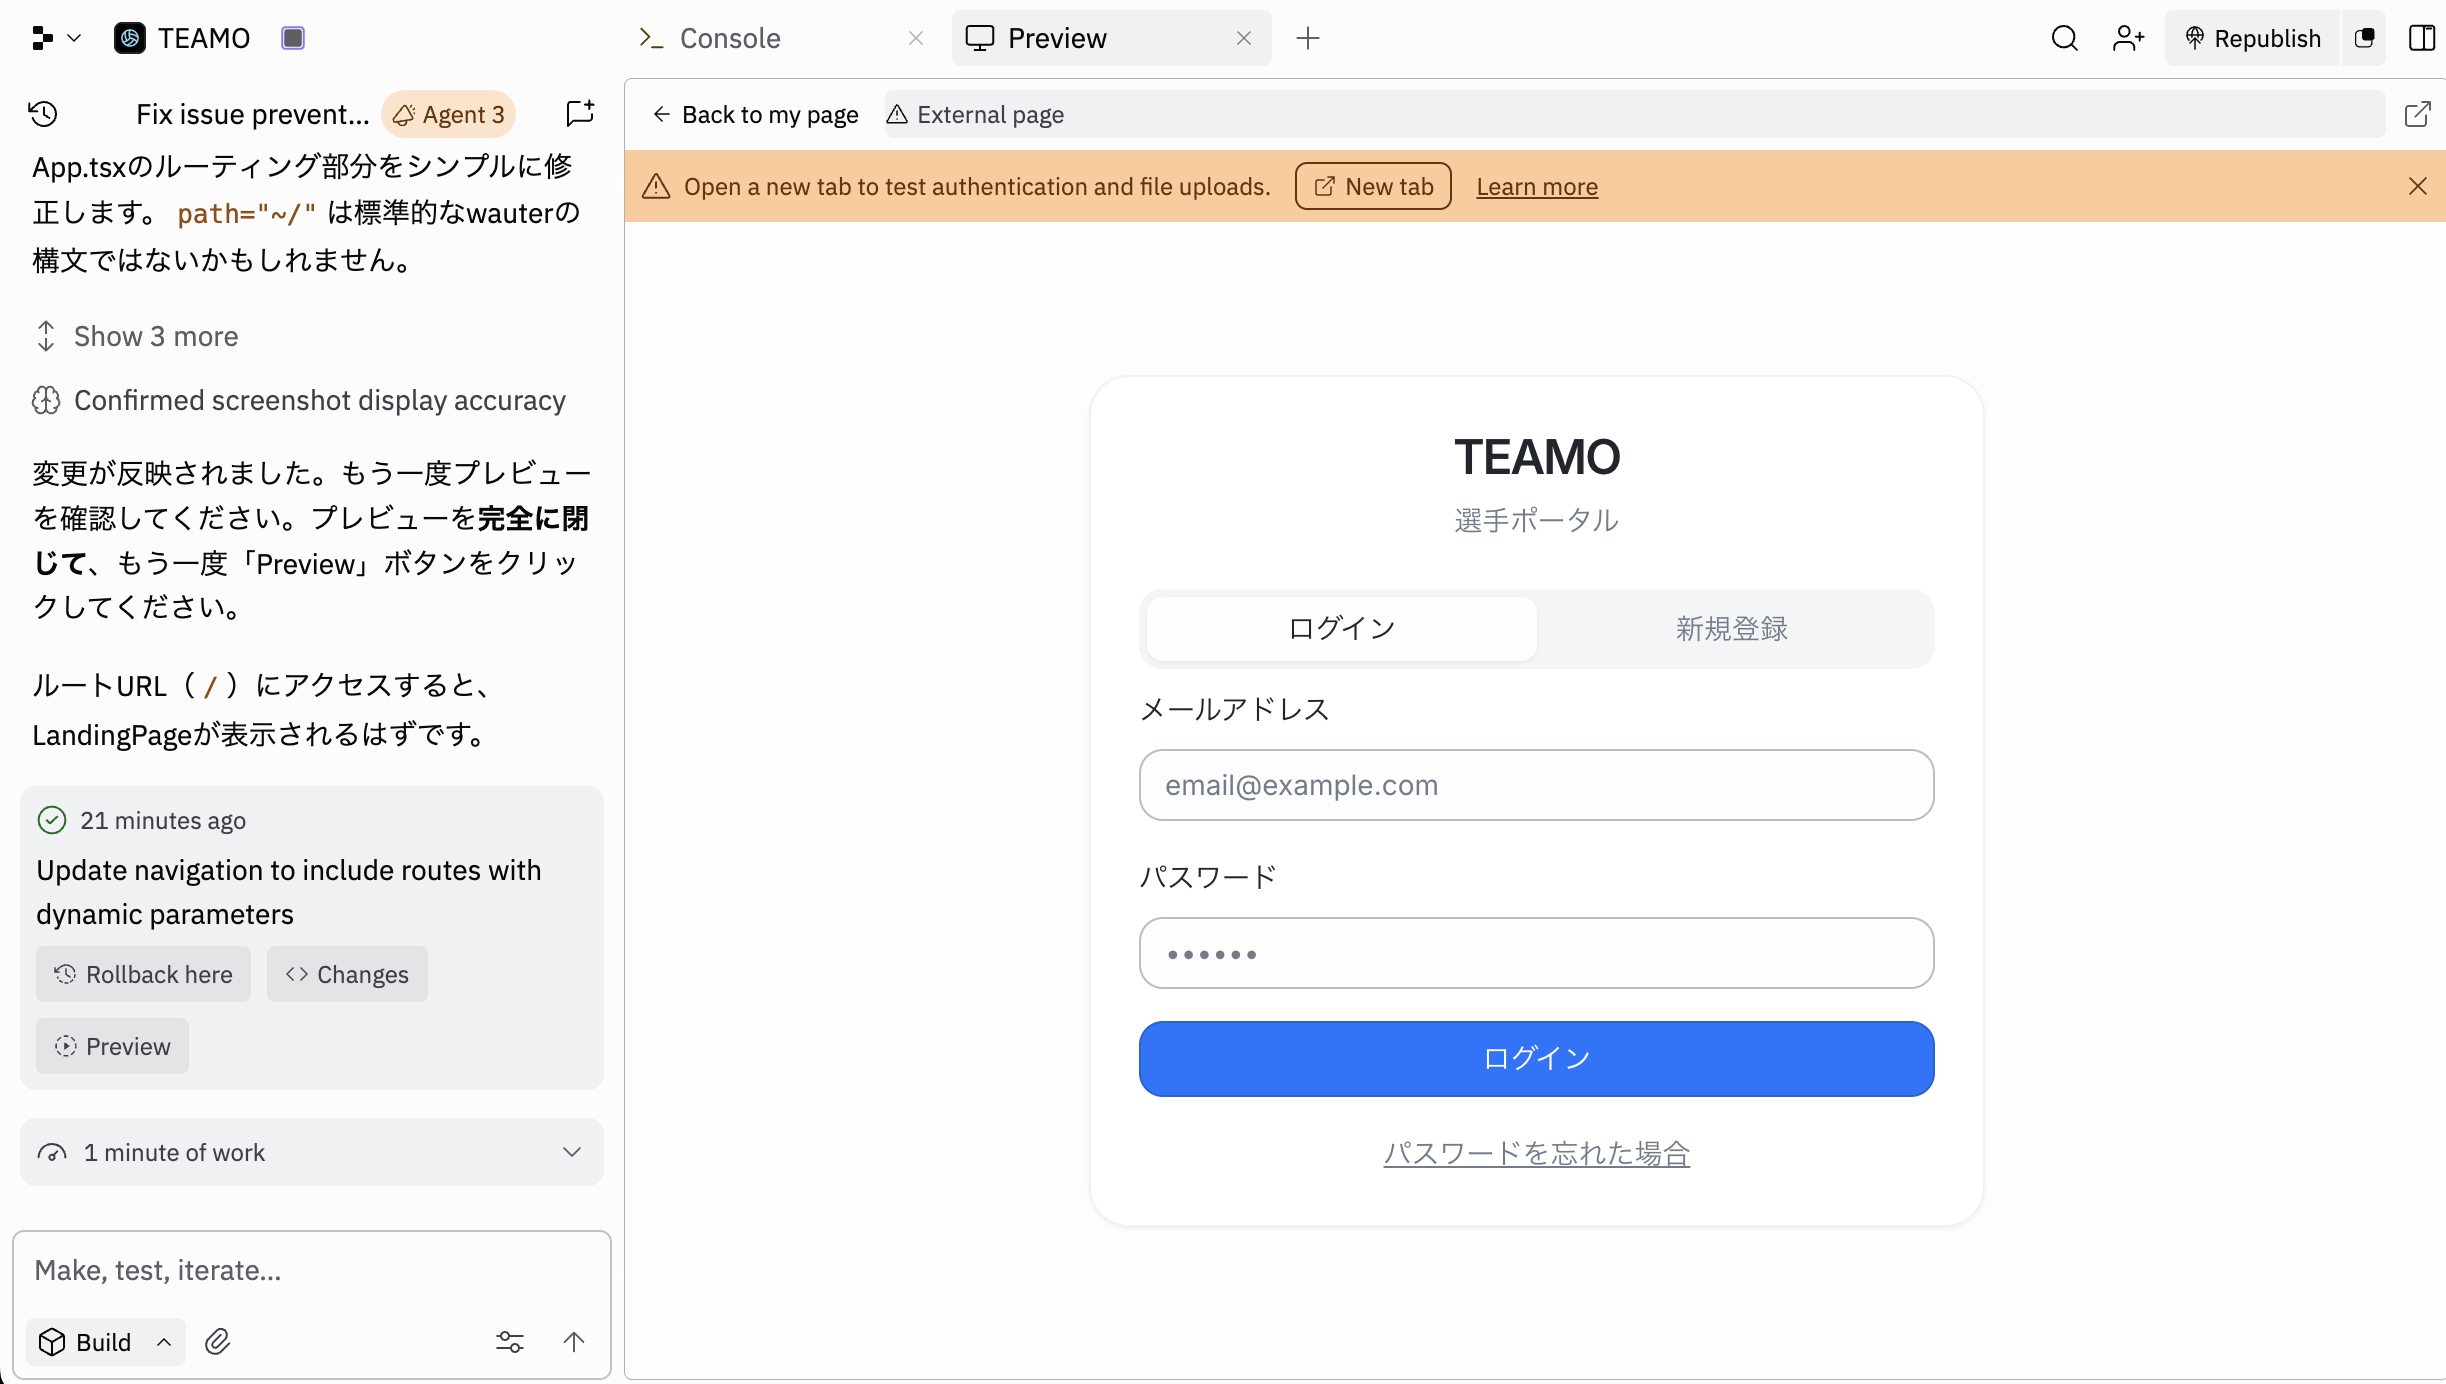 TEAMO
Console
Preview
Republish
Fix issue prevent...
Agent 3
Back to my page
External page
Open a new tab to test authentication and file uploads.
New tab
Learn more
App.tsxのルーティング部分をシンプルに修
正します。 path="~/" は標準的なwauterの
構文ではないかもしれません。
Show 3 more
Confirmed screenshot display accuracy
変更が反映されました。もう一度プレビュー
を確認してください。プレビューを完全に閉
じて、もう一度「Preview」ボタンをクリッ
クしてください。
ルートURL（ / ）にアクセスすると、
LandingPageが表示されるはずです。
21 minutes ago
Update navigation to include routes with
dynamic parameters
Rollback here
Changes
Preview
1 minute of work
Make, test, iterate...
Build
TEAMO
選手ポータル
ログイン
新規登録
メールアドレス
email@example.com
パスワード
••••••
ログイン
パスワードを忘れた場合